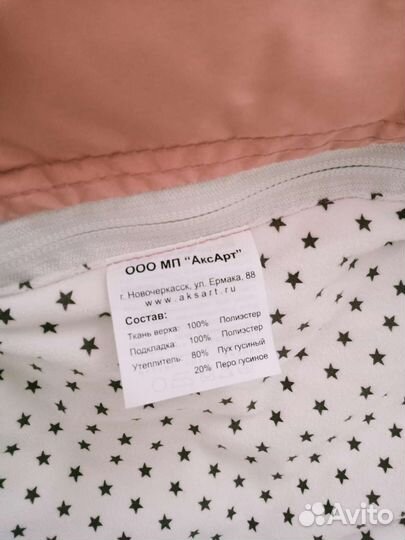 ООО МП "АксАрт"
г. Новочеркасск, ул. Ермака, 88
www.aksart.ru
Состав:
Ткань верха: 100% Полиэстер
Подкладка: 100% Полиэстер
Утеплитель: 80% Пух гусиный
20% Перо гусиное
Avito